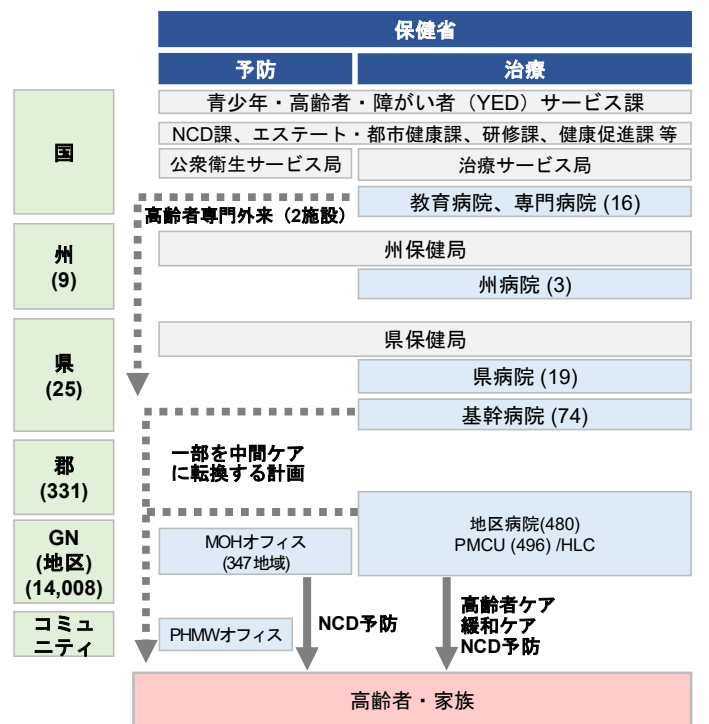 保健省
予防
治療
国
青少年・高齢者・障がい者（YED）サービス課
NCD課、エステート・都市健康課、研修課、健康促進課 等
公衆衛生サービス局
治療サービス局
教育病院、専門病院 (16)
高齢者専門外来（2施設）
州
(9)
州保健局
州病院 (3)
県
(25)
県保健局
県病院 (19)
基幹病院 (74)
一部を中間ケア
に転換する計画
郡
(331)
GN
(地区)
(14,008)
MOHオフィス
(347地域)
地区病院(480)
PMCU (496) /HLC
コミュ
ニティ
PHMWオフィス
NCD予防
高齢者ケア
緩和ケア
NCD予防
高齢者・家族